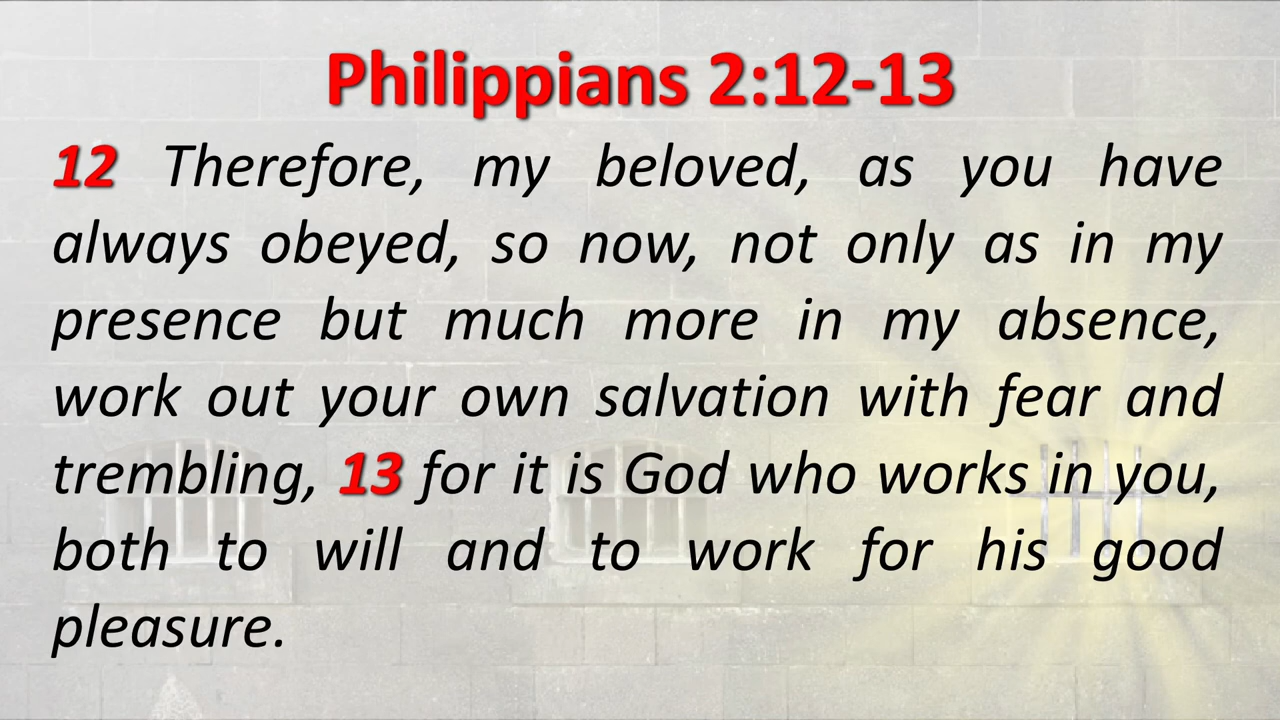 Philippians 2:12-13
12 Therefore, my beloved, as you have
always obeyed, so now, not only as in my
presence but much more in my absence,
work out your own salvation with fear and
trembling, 13 for it is God who works in you,
both to will and to work for his good
pleasure.